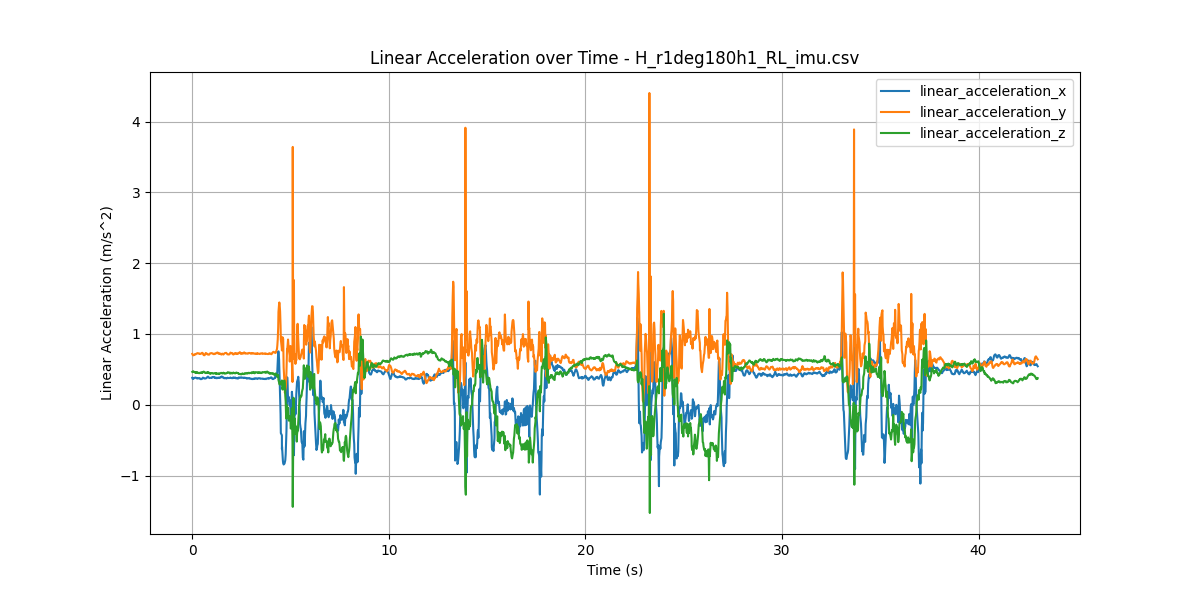 Linear Acceleration over Time - H_r1deg180h1_RL_imu.csv
linear_acceleration_x
linear_acceleration_y
linear_acceleration_z
Linear Acceleration (m/s^2)
4
3
2
1
0
−1
0 10 20 30 40
Time (s)